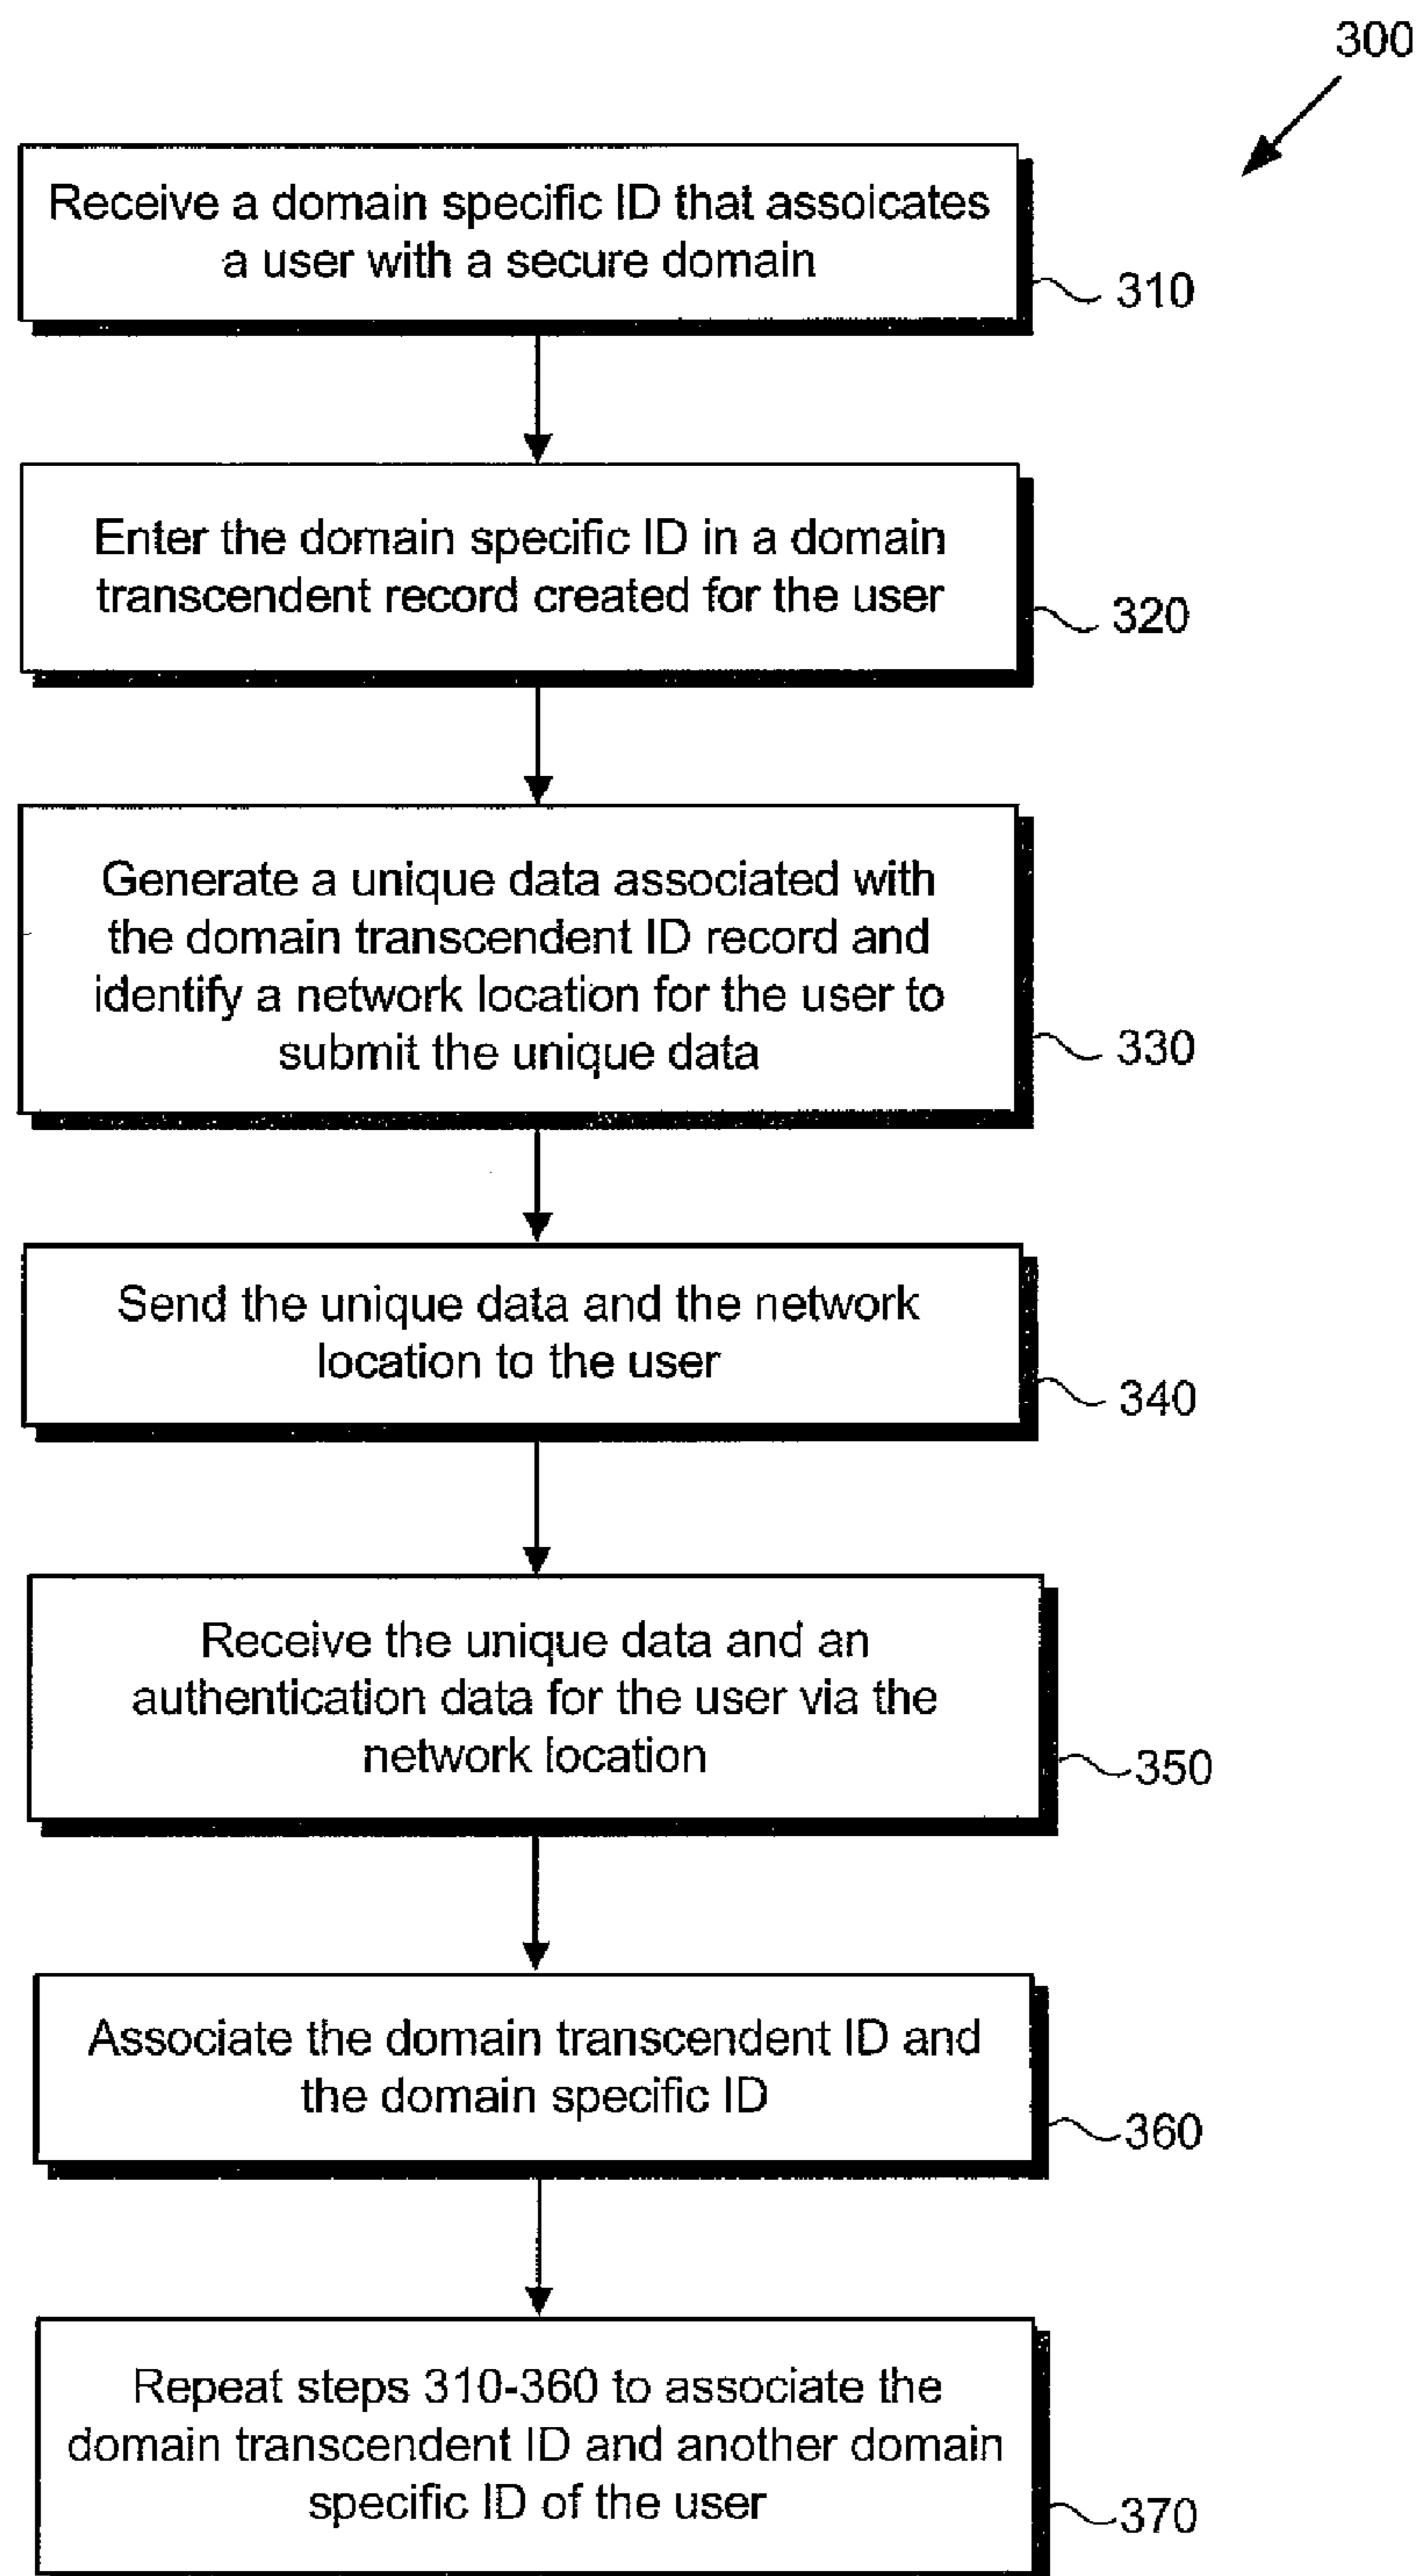 300
Receive a domain specific ID that assoicates
a user with a secure domain
310
Enter the domain specific ID in a domain
transcendent record created for the user
320
Generate a unique data associated with
the domain transcendent ID record and
identify a network location for the user to
submit the unique data
330
Send the unique data and the network
location to the user
340
Receive the unique data and an
authentication data for the user via the
network location
350
Associate the domain transcendent ID and
the domain specific ID
360
Repeat steps 310-360 to associate the
domain transcendent ID and another domain
specific ID of the user
370